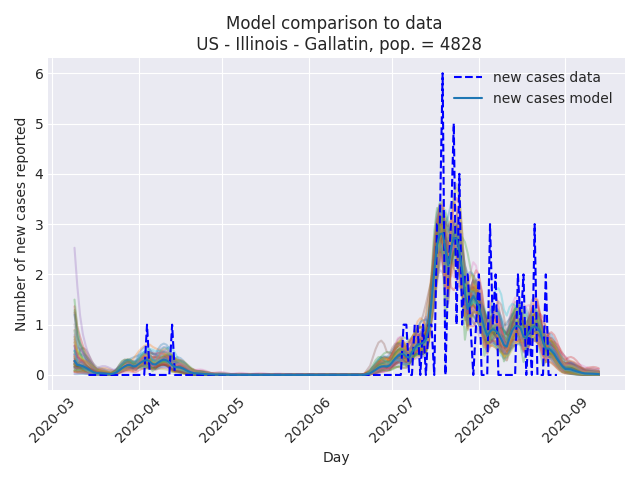 Model comparison to data
US - Illinois - Gallatin, pop. = 4828
new cases data
new cases model
Number of new cases reported
6
5
4
3
2
1
0
2020-03
2020-04
2020-05
2020-06
2020-07
2020-08
2020-09
Day